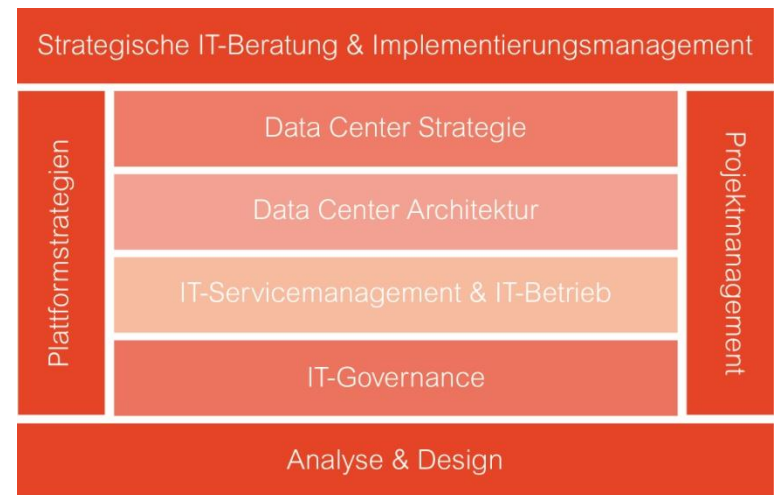 Strategische IT-Beratung & Implementierungsmanagement
Plattformstrategien
Data Center Strategie
Data Center Architektur
IT-Servicemanagement & IT-Betrieb
IT-Governance
Projektmanagement
Analyse & Design